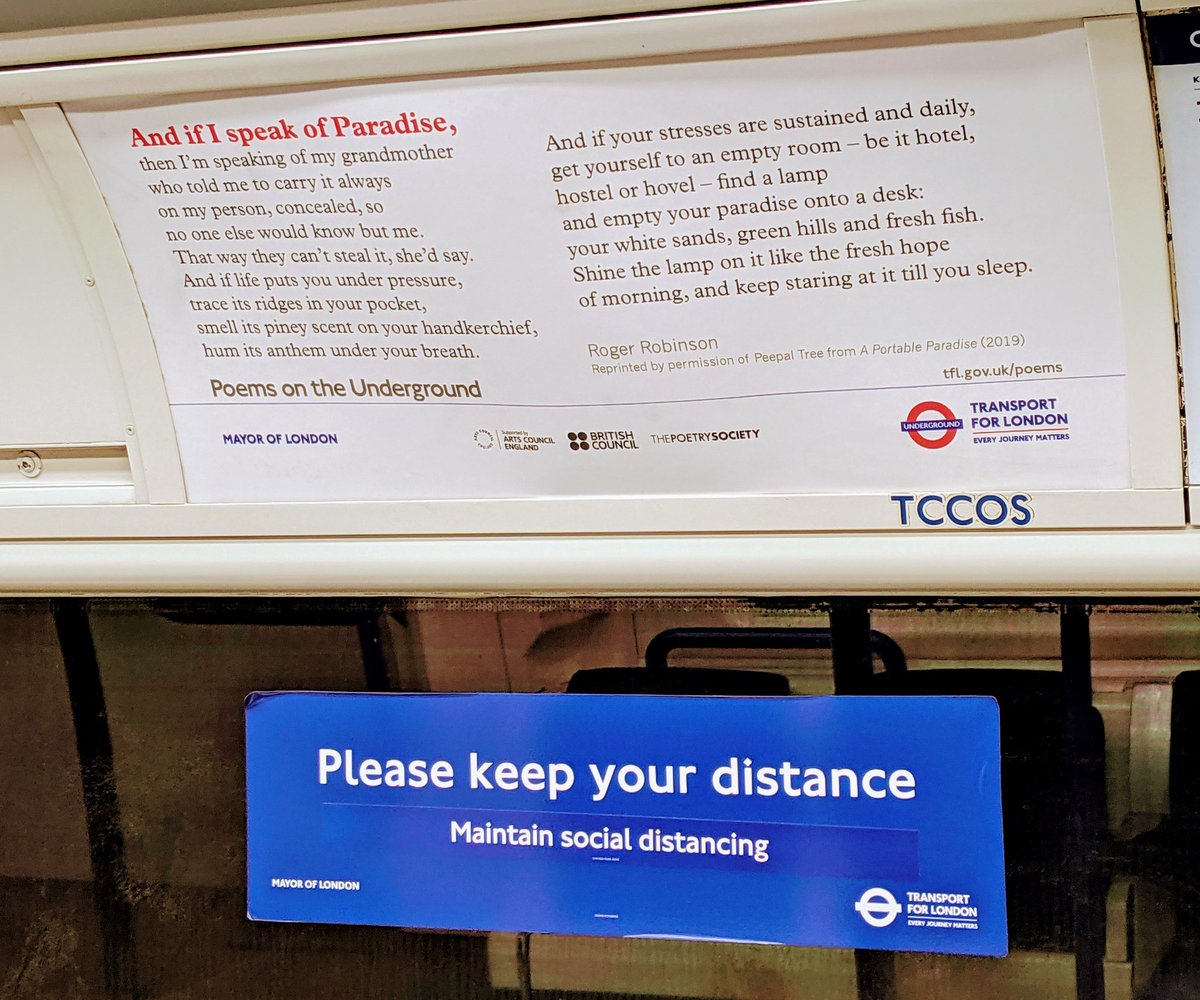 And if I speak of Paradise,
then I'm speaking of my grandmother
who told me to carry it always
on my person, concealed, so
no one else would know but me.
That way they can't steal it, she'd say.
And if life puts you under pressure,
trace its ridges in your pocket,
smell its piney scent on your handkerchief,
hum its anthem under your breath.
And if your stresses are sustained and daily,
get yourself to an empty room – be it hotel,
hostel or hovel – find a lamp
and empty your paradise onto a desk:
your white sands, green hills and fresh fish.
Shine the lamp on it like the fresh hope
of morning, and keep staring at it till you sleep.
Roger Robinson
Reprinted by permission of Peepal Tree from A Portable Paradise (2019)
Poems on the Underground
tfl.gov.uk/poems
MAYOR OF LONDON
Supported by
ARTS COUNCIL
ENGLAND
BRITISH
COUNCIL
THEPOETRYSOCIETY
UNDERGROUND
TRANSPORT
FOR LONDON
EVERY JOURNEY MATTERS
TCCOS
Please keep your distance
Maintain social distancing
MAYOR OF LONDON
TRANSPORT
FOR LONDON
EVERY JOURNEY MATTERS